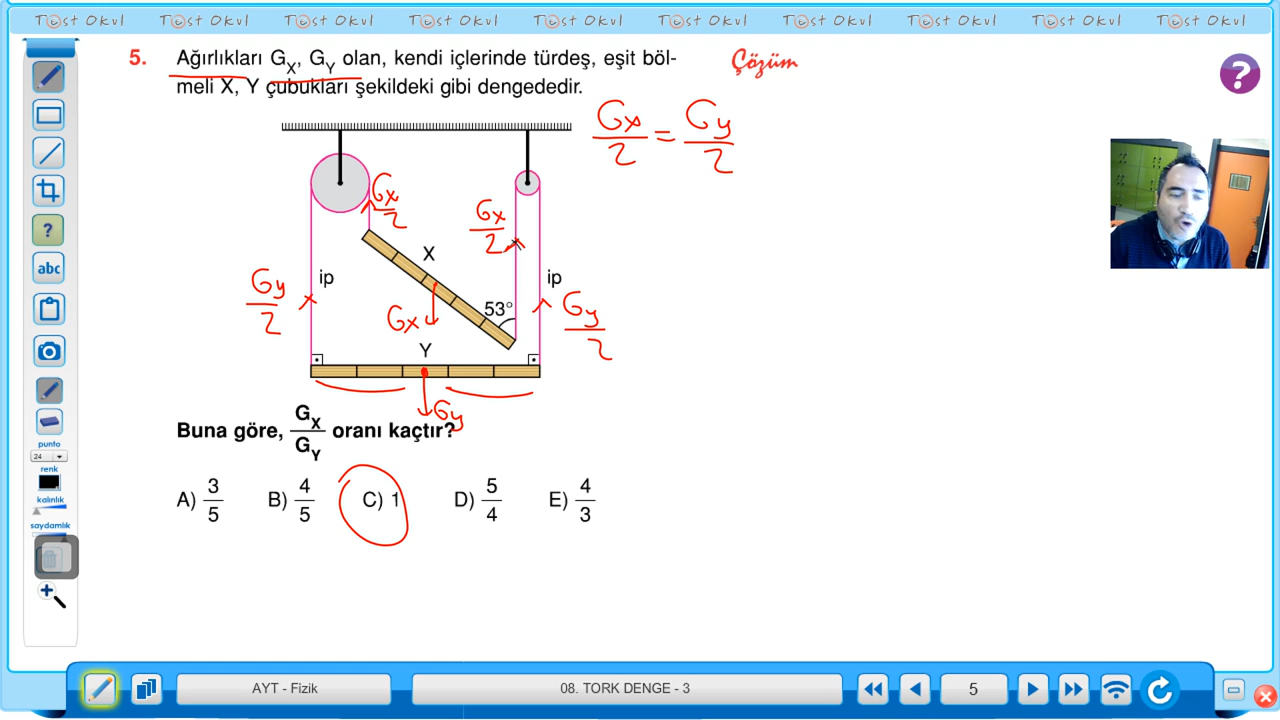 Test Okul Test Okul Test Okul Test Okul Test Okul Test Okul Test Okul Test Okul Test Okul Test Okul
5. Ağırlıkları GX, GY olan, kendi içlerinde türdeş, eşit böl-
meli X, Y çubukları şekildeki gibi dengededir.
Çözüm
?
Gx/2 = Gy/2
Gx/2
Gx/2
X
ip
ip
Gy/2
Gx
53°
Gy/2
Y
Gy
Buna göre, GX/GY oranı kaçtır?
A) 3/5 B) 4/5 C) 1 D) 5/4 E) 4/3
?
abc
punto
24
renk
kalınlık
saydamlık
AYT - Fizik
08. TORK DENGE - 3
5